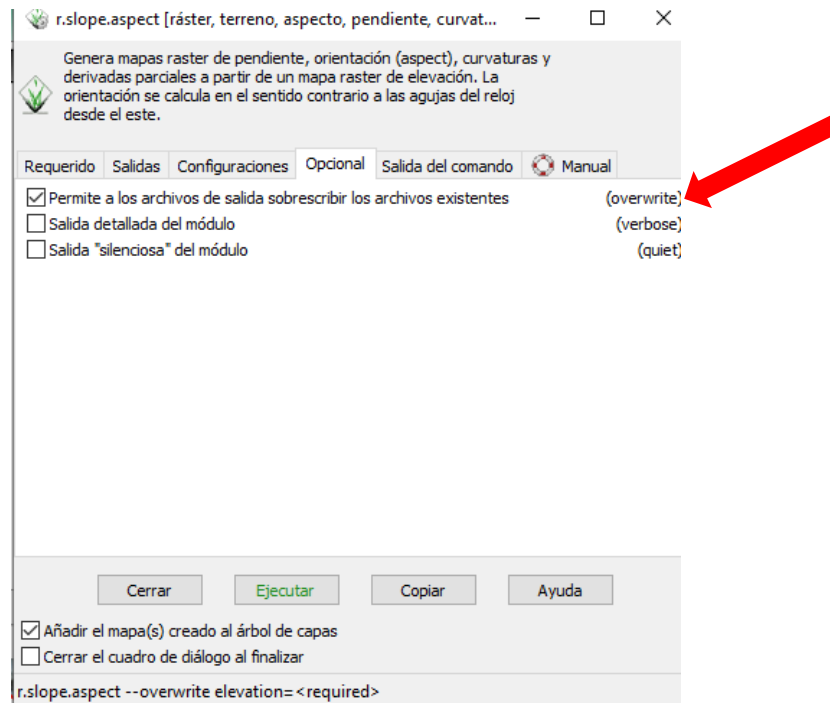 r.slope.aspect [ráster, terreno, aspecto, pendiente, curvat...
Genera mapas raster de pendiente, orientación (aspect), curvaturas y
derivadas parciales a partir de un mapa raster de elevación. La
orientación se calcula en el sentido contrario a las agujas del reloj
desde el este.
Requerido Salidas Configuraciones Opcional Salida del comando Manual
Permite a los archivos de salida sobrescribir los archivos existentes (overwrite)
Salida detallada del módulo (verbose)
Salida "silenciosa" del módulo (quiet)
Cerrar Ejecutar Copiar Ayuda
Añadir el mapa(s) creado al árbol de capas
Cerrar el cuadro de diálogo al finalizar
r.slope.aspect --overwrite elevation=<required>